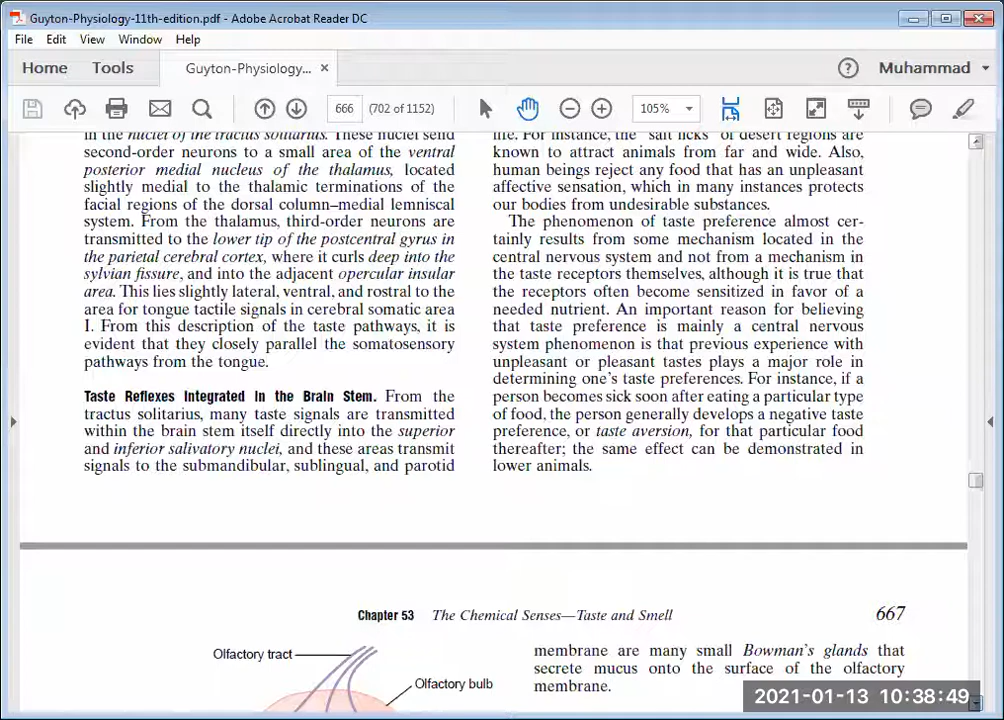 Guyton-Physiology-11th-edition.pdf - Adobe Acrobat Reader DC
File Edit View Window Help
Home Tools Guyton-Physiology... × ? Muhammad
666 (702 of 1152) 105%
in the nuclei of the tractus solitarius. These nuclei send
second-order neurons to a small area of the ventral
posterior medial nucleus of the thalamus, located
slightly medial to the thalamic terminations of the
facial regions of the dorsal column–medial lemniscal
system. From the thalamus, third-order neurons are
transmitted to the lower tip of the postcentral gyrus in
the parietal cerebral cortex, where it curls deep into the
sylvian fissure, and into the adjacent opercular insular
area. This lies slightly lateral, ventral, and rostral to the
area for tongue tactile signals in cerebral somatic area
I. From this description of the taste pathways, it is
evident that they closely parallel the somatosensory
pathways from the tongue.
Taste Reflexes Integrated in the Brain Stem. From the
tractus solitarius, many taste signals are transmitted
within the brain stem itself directly into the superior
and inferior salivatory nuclei, and these areas transmit
signals to the submandibular, sublingual, and parotid
life. For instance, the "salt licks" of desert regions are
known to attract animals from far and wide. Also,
human beings reject any food that has an unpleasant
affective sensation, which in many instances protects
our bodies from undesirable substances.
The phenomenon of taste preference almost cer-
tainly results from some mechanism located in the
central nervous system and not from a mechanism in
the taste receptors themselves, although it is true that
the receptors often become sensitized in favor of a
needed nutrient. An important reason for believing
that taste preference is mainly a central nervous
system phenomenon is that previous experience with
unpleasant or pleasant tastes plays a major role in
determining one's taste preferences. For instance, if a
person becomes sick soon after eating a particular type
of food, the person generally develops a negative taste
preference, or taste aversion, for that particular food
thereafter; the same effect can be demonstrated in
lower animals.
Chapter 53 The Chemical Senses—Taste and Smell 667
Olfactory tract
Olfactory bulb
membrane are many small Bowman's glands that
secrete mucus onto the surface of the olfactory
membrane.
2021-01-13 10:38:49